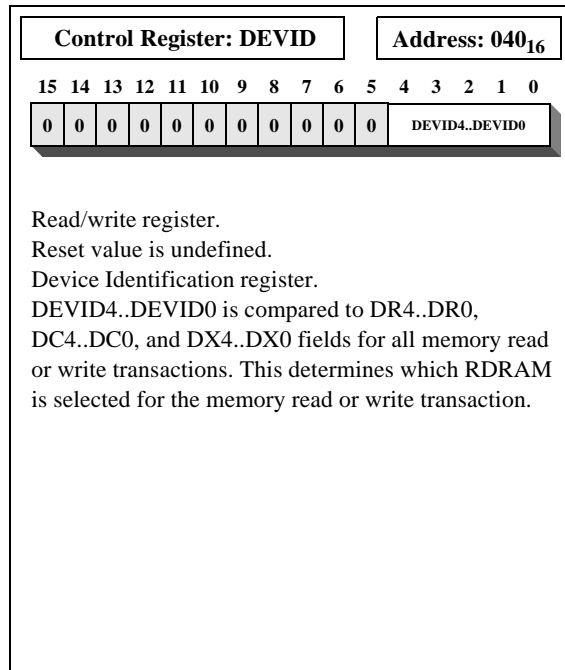 Control Register: DEVID Address: 040₁₆
15 14 13 12 11 10 9 8 7 6 5 4 3 2 1 0
0 0 0 0 0 0 0 0 0 0 0 DEVID4..DEVID0
Read/write register.
Reset value is undefined.
Device Identification register.
DEVID4..DEVID0 is compared to DR4..DR0,
DC4..DC0, and DX4..DX0 fields for all memory read
or write transactions. This determines which RDRAM
is selected for the memory read or write transaction.